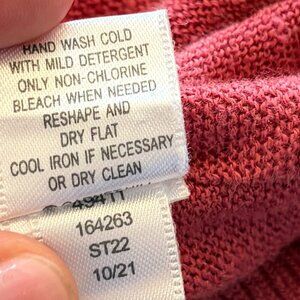 HAND WASH COLD
WITH MILD DETERGENT
ONLY NON-CHLORINE
BLEACH WHEN NEEDED
RESHAPE AND
DRY FLAT
COOL IRON IF NECESSARY
OR DRY CLEAN
164263
ST22
10/21